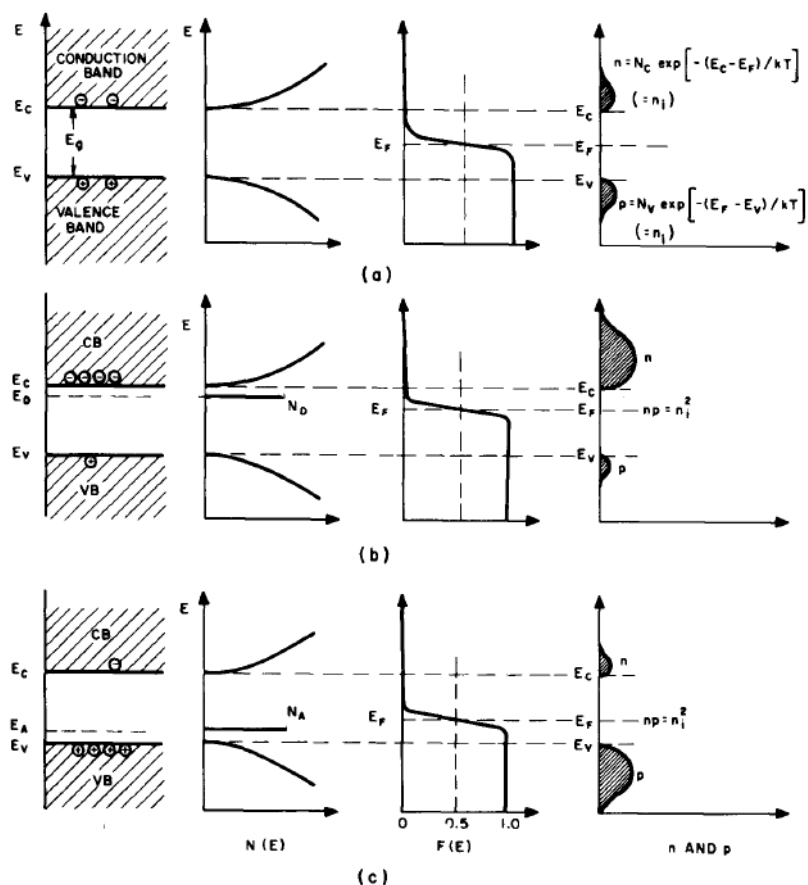 E
CONDUCTION
BAND
E_C
⊖ ⊖
E_g
E_V
⊕ ⊕
VALENCE
BAND
E
E_F
E_C
E_F
E_V
n = N_C exp[-(E_C-E_F)/kT]
(=n_i)
p = N_V exp[-(E_F-E_V)/kT]
(=n_i)
(a)
CB
⊖⊖⊖⊖
E_C
E_D
E_V
⊕
VB
E
N_D
E_F
E_C
E_F
E_V
n
np = n_i^2
p
(b)
CB
⊖
E_C
E_A
E_V
⊕⊕⊕⊕
VB
E
N_A
N(E)
E_F
0 0.5 1.0
F(E)
E_C
E_F
E_V
n
np = n_i^2
p
n AND p
(c)